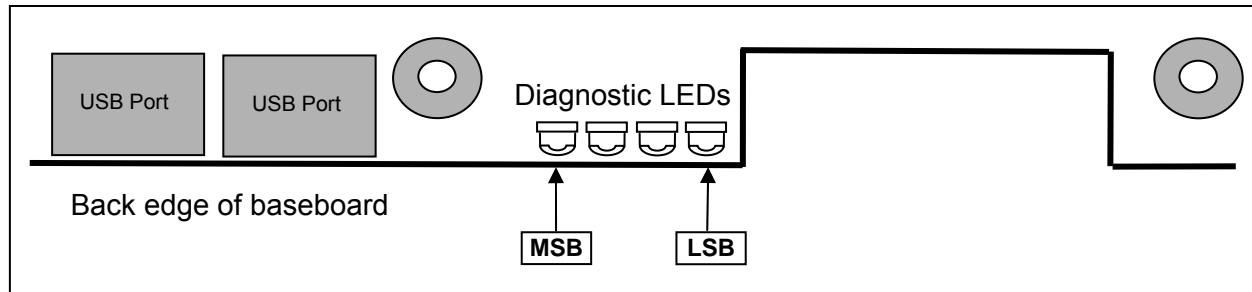 USB Port
USB Port
Diagnostic LEDs
Back edge of baseboard
MSB
LSB